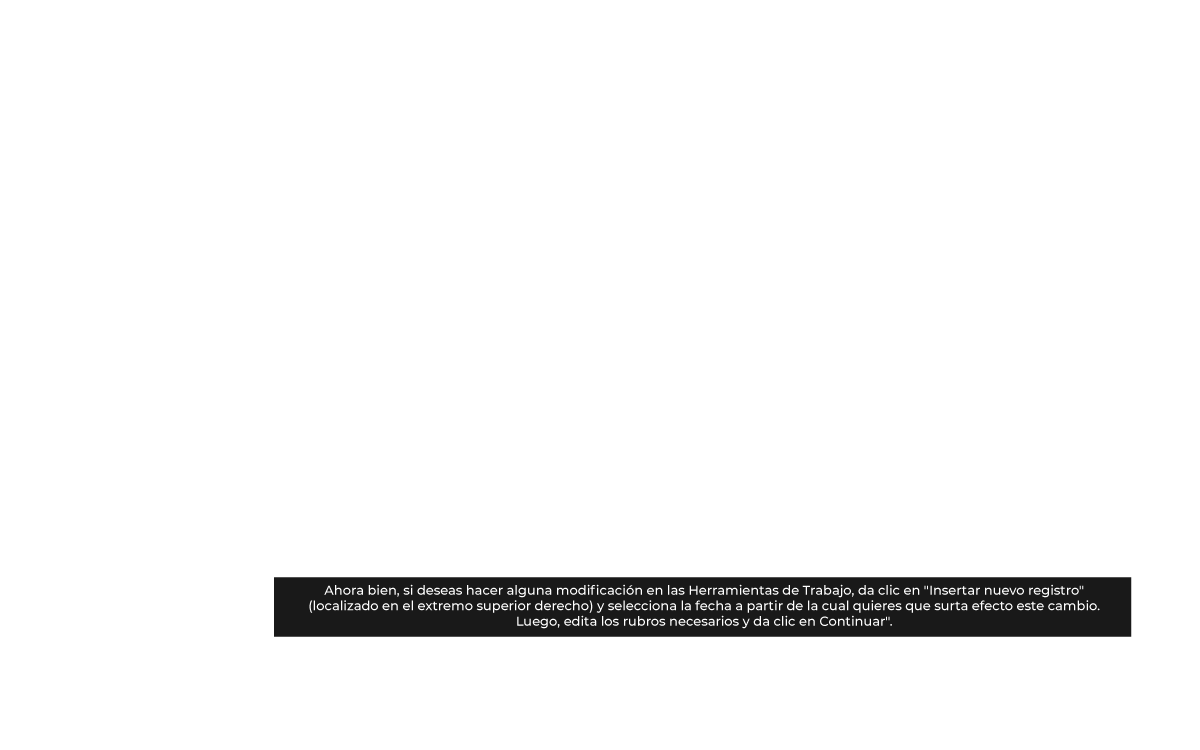 Ahora bien, si deseas hacer alguna modificación en las Herramientas de Trabajo, da clic en "Insertar nuevo registro"
(localizado en el extremo superior derecho) y selecciona la fecha a partir de la cual quieres que surta efecto este cambio.
Luego, edita los rubros necesarios y da clic en Continuar".